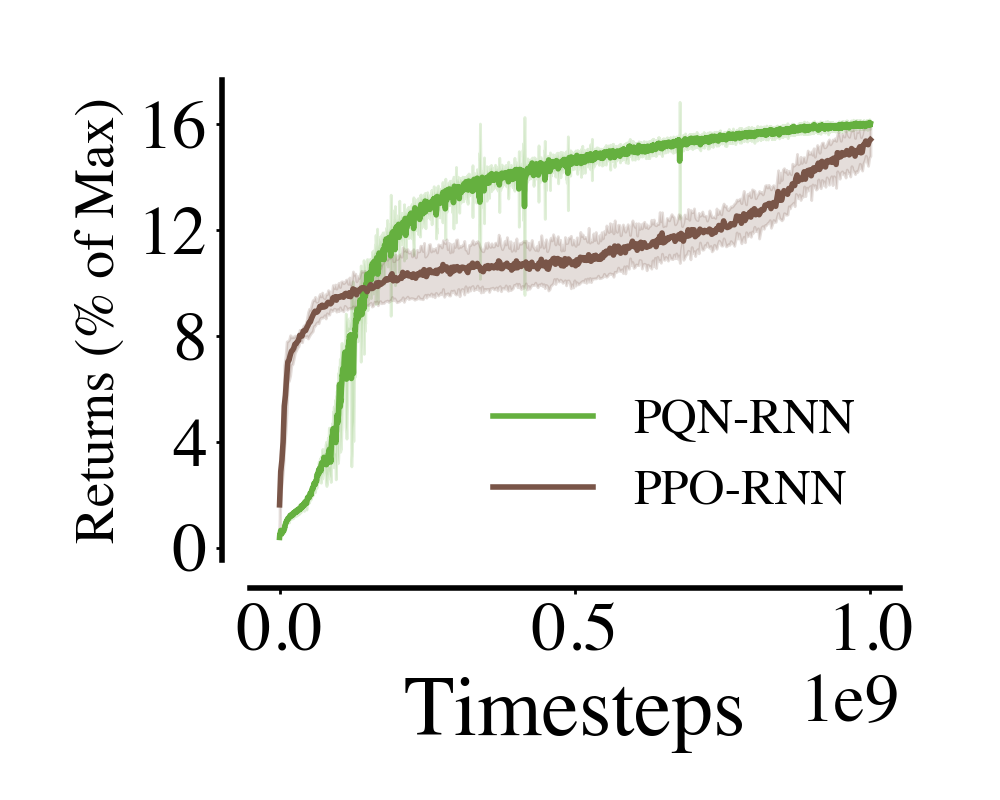 Returns (% of Max)
16
12
8
4
0
PQN-RNN
PPO-RNN
0.0 0.5 1.0
Timesteps 1e9